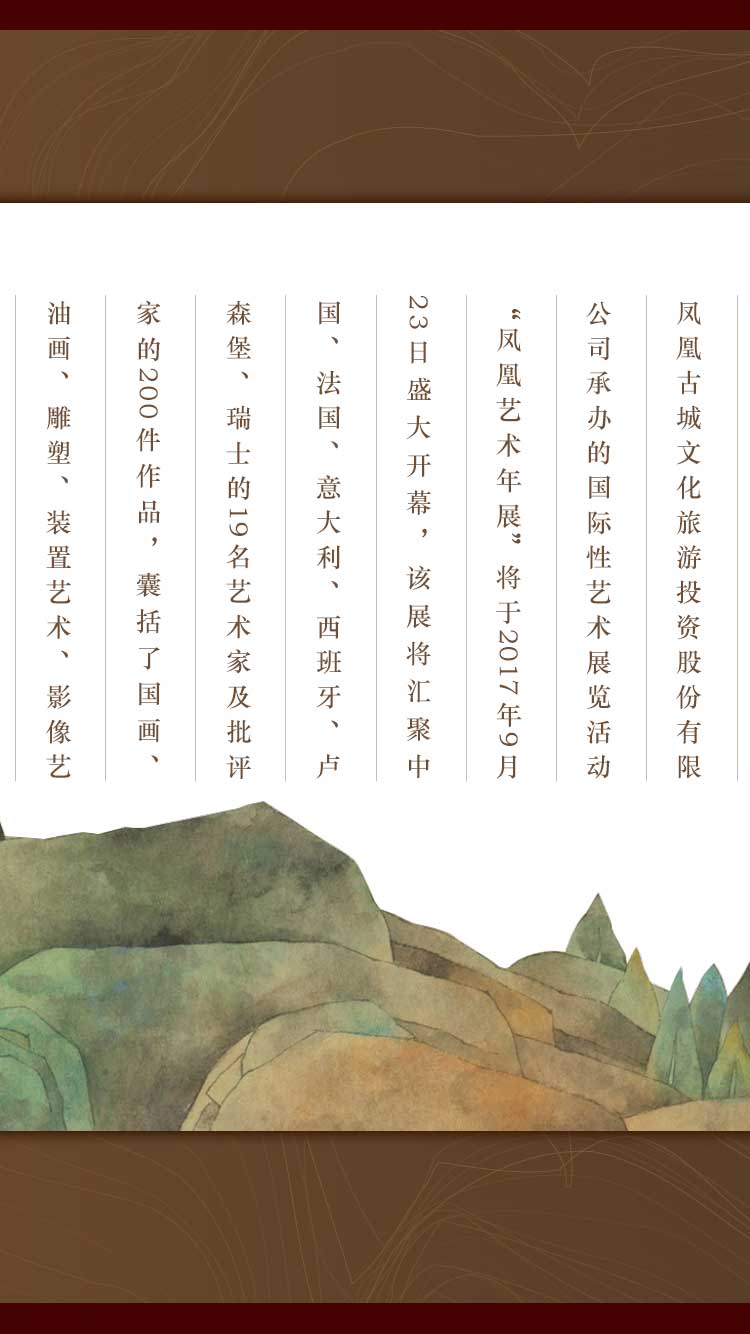 凤凰古城文化旅游投资股份有限
公司承办的国际性艺术展览活动
“凤凰艺术年展”将于2017年9月
23日盛大开幕，该展将汇聚中
国、法国、意大利、西班牙、卢
森堡、瑞士的19名艺术家及批评
家的200件作品，囊括了国画、
油画、雕塑、装置艺术、影像艺